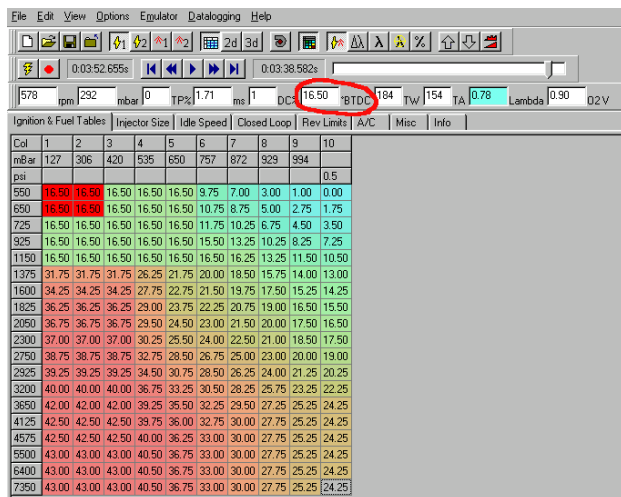 File Edit View Options Emulator Datalogging Help
1 2 1 2 2d 3d λ λ %
0:03:52.655s 0:03:38.582s
578 rpm 292 mbar 0 TP% 1.71 ms 1 DC% 16.50 °BTDC 184 TW 154 TA 0.78 Lambda 0.90 O2 V
Ignition & Fuel Tables Injector Size Idle Speed Closed Loop Rev Limits A/C Misc Info
Col 1 2 3 4 5 6 7 8 9 10
mBar 127 306 420 535 650 757 872 929 994
psi 0.5
550 16.50 16.50 16.50 16.50 16.50 9.75 7.00 3.00 1.00 0.00
650 16.50 16.50 16.50 16.50 16.50 10.75 8.75 5.00 2.75 1.75
725 16.50 16.50 16.50 16.50 16.50 11.75 10.25 6.75 4.50 3.50
925 16.50 16.50 16.50 16.50 16.50 15.50 13.25 10.25 8.25 7.25
1150 16.50 16.50 16.50 16.50 16.50 16.50 16.25 13.25 11.50 10.50
1375 31.75 31.75 31.75 26.25 21.75 20.00 18.50 15.75 14.00 13.00
1600 34.25 34.25 34.25 27.75 22.75 21.50 19.75 17.50 15.25 14.25
1825 36.25 36.25 36.25 29.00 23.75 22.25 20.75 19.00 16.50 15.50
2050 36.75 36.75 36.75 29.50 24.50 23.00 21.50 20.00 17.50 16.50
2300 37.00 37.00 37.00 30.25 25.50 24.00 22.50 21.00 18.50 17.50
2750 38.75 38.75 38.75 32.75 28.50 26.75 25.00 23.00 20.00 19.00
2925 39.25 39.25 39.25 34.50 30.75 28.50 26.25 24.00 21.25 20.25
3200 40.00 40.00 40.00 36.75 33.25 30.50 28.25 25.75 23.25 22.25
3650 42.00 42.00 42.00 39.25 35.50 32.25 29.50 27.25 25.25 24.25
4125 42.50 42.50 42.50 39.75 36.00 32.75 30.00 27.75 25.25 24.25
4575 42.50 42.50 42.50 40.00 36.25 33.00 30.00 27.75 25.25 24.25
5500 43.00 43.00 43.00 40.50 36.75 33.00 30.00 27.75 25.25 24.25
6400 43.00 43.00 43.00 40.50 36.75 33.00 30.00 27.75 25.25 24.25
7350 43.00 43.00 43.00 40.50 36.75 33.00 30.00 27.75 25.25 24.25